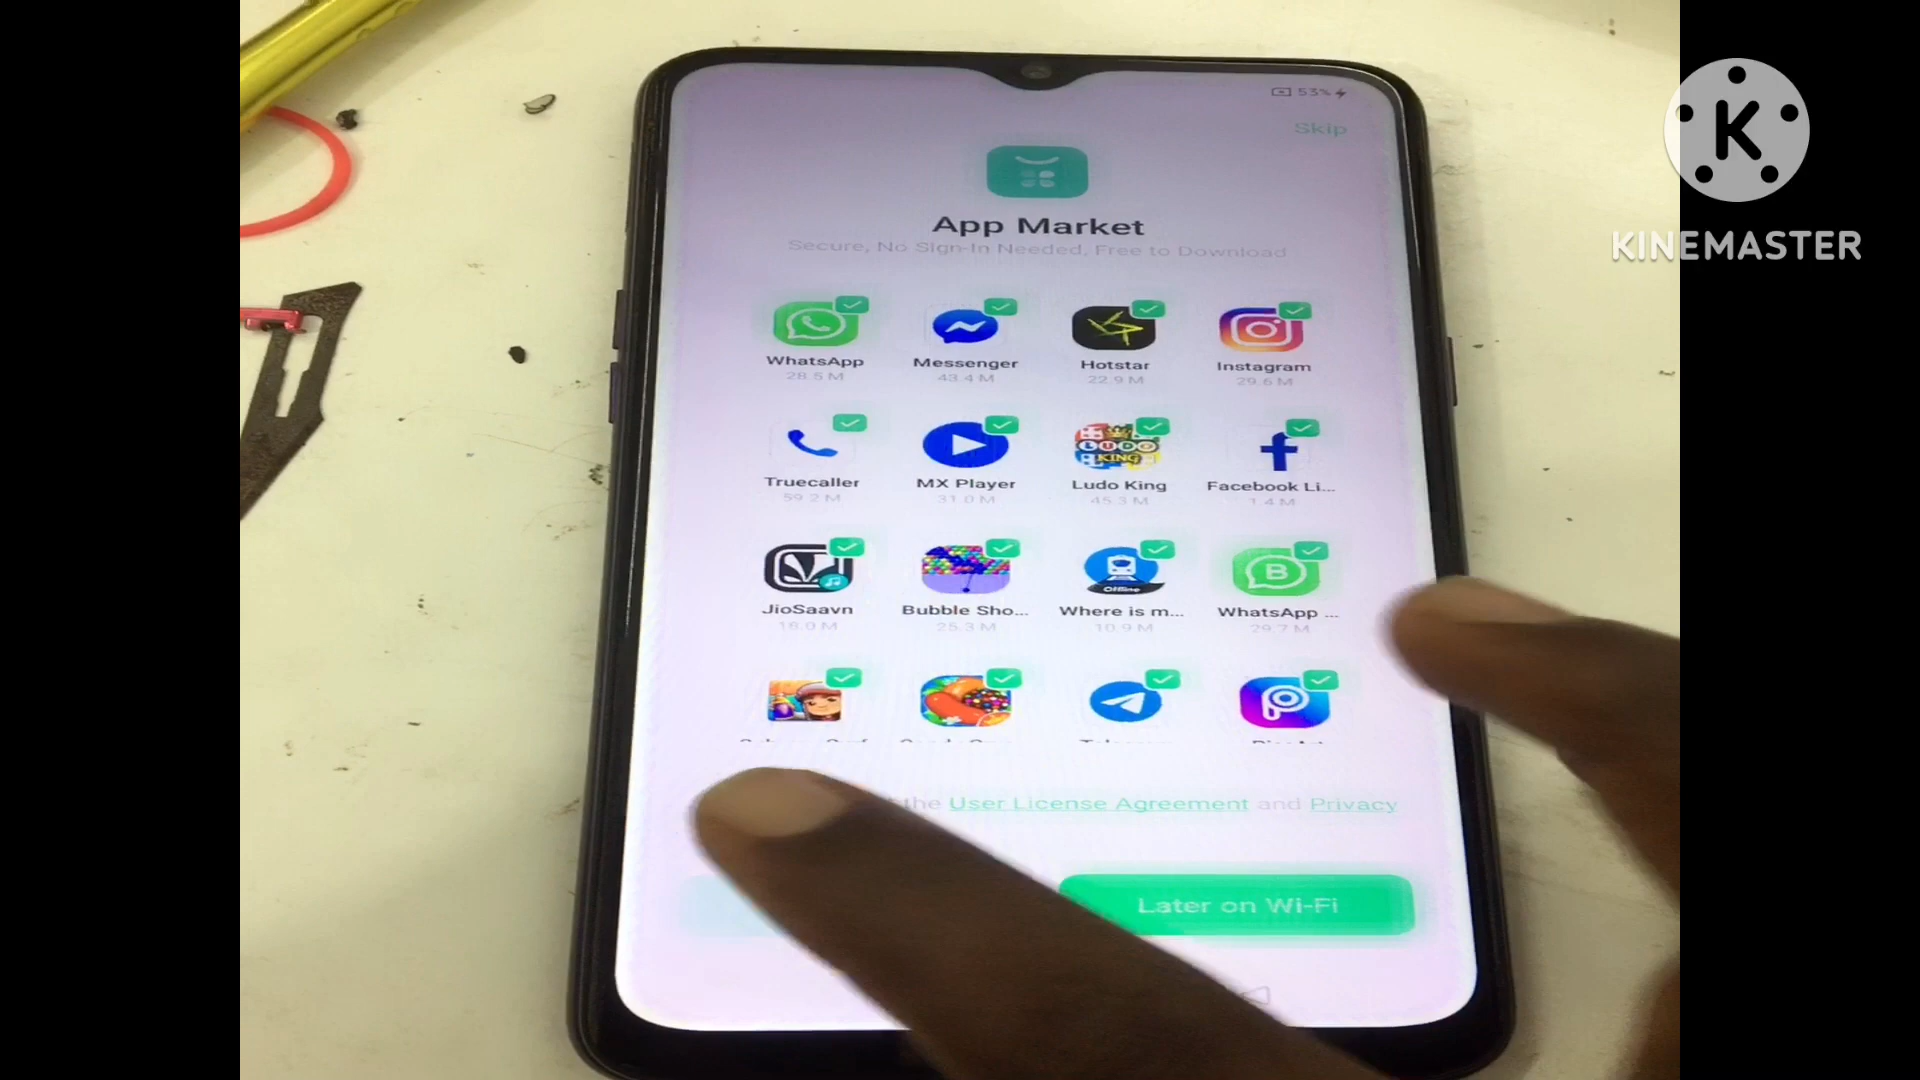 53%
Skip
App Market
Secure, No Sign-In Needed, Free to Download
WhatsApp Messenger Hotstar Instagram
28.5 M 43.4 M 22.9 M 29.6 M
Truecaller MX Player Ludo King Facebook Li...
59.2 M 31.0 M 45.3 M 1.4 M
JioSaavn Bubble Sho... Where is m... WhatsApp ...
18.0 M 25.3 M 10.9 M 29.7 M
the User License Agreement and Privacy
Later on Wi-Fi
LUDO
KING
Offline
K
KINEMASTER